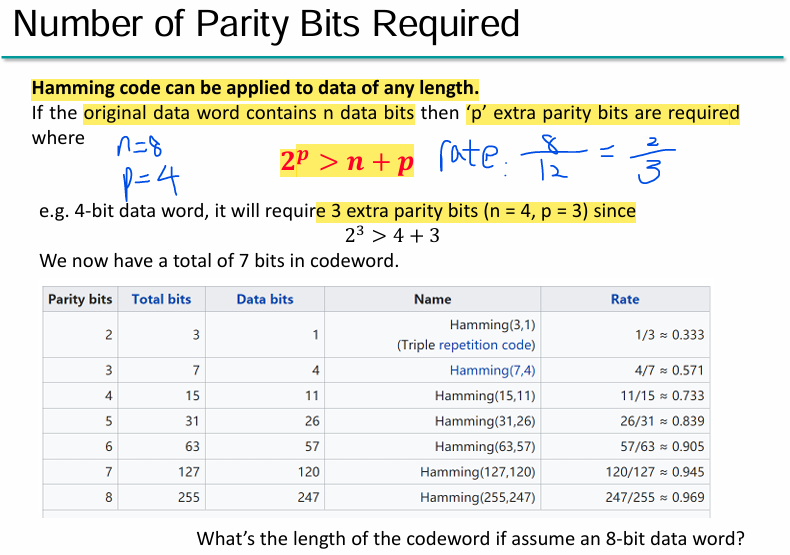 Number of Parity Bits Required
Hamming code can be applied to data of any length.
If the original data word contains n data bits then ‘p’ extra parity bits are required
where
n=8
p=4
2^p > n + p
rate: 8/12 = 2/3
e.g. 4-bit data word, it will require 3 extra parity bits (n = 4, p = 3) since
2^3 > 4 + 3
We now have a total of 7 bits in codeword.
Parity bits Total bits Data bits Name Rate
2 3 1 Hamming(3,1) (Triple repetition code) 1/3 ≈ 0.333
3 7 4 Hamming(7,4) 4/7 ≈ 0.571
4 15 11 Hamming(15,11) 11/15 ≈ 0.733
5 31 26 Hamming(31,26) 26/31 ≈ 0.839
6 63 57 Hamming(63,57) 57/63 ≈ 0.905
7 127 120 Hamming(127,120) 120/127 ≈ 0.945
8 255 247 Hamming(255,247) 247/255 ≈ 0.969
What’s the length of the codeword if assume an 8-bit data word?